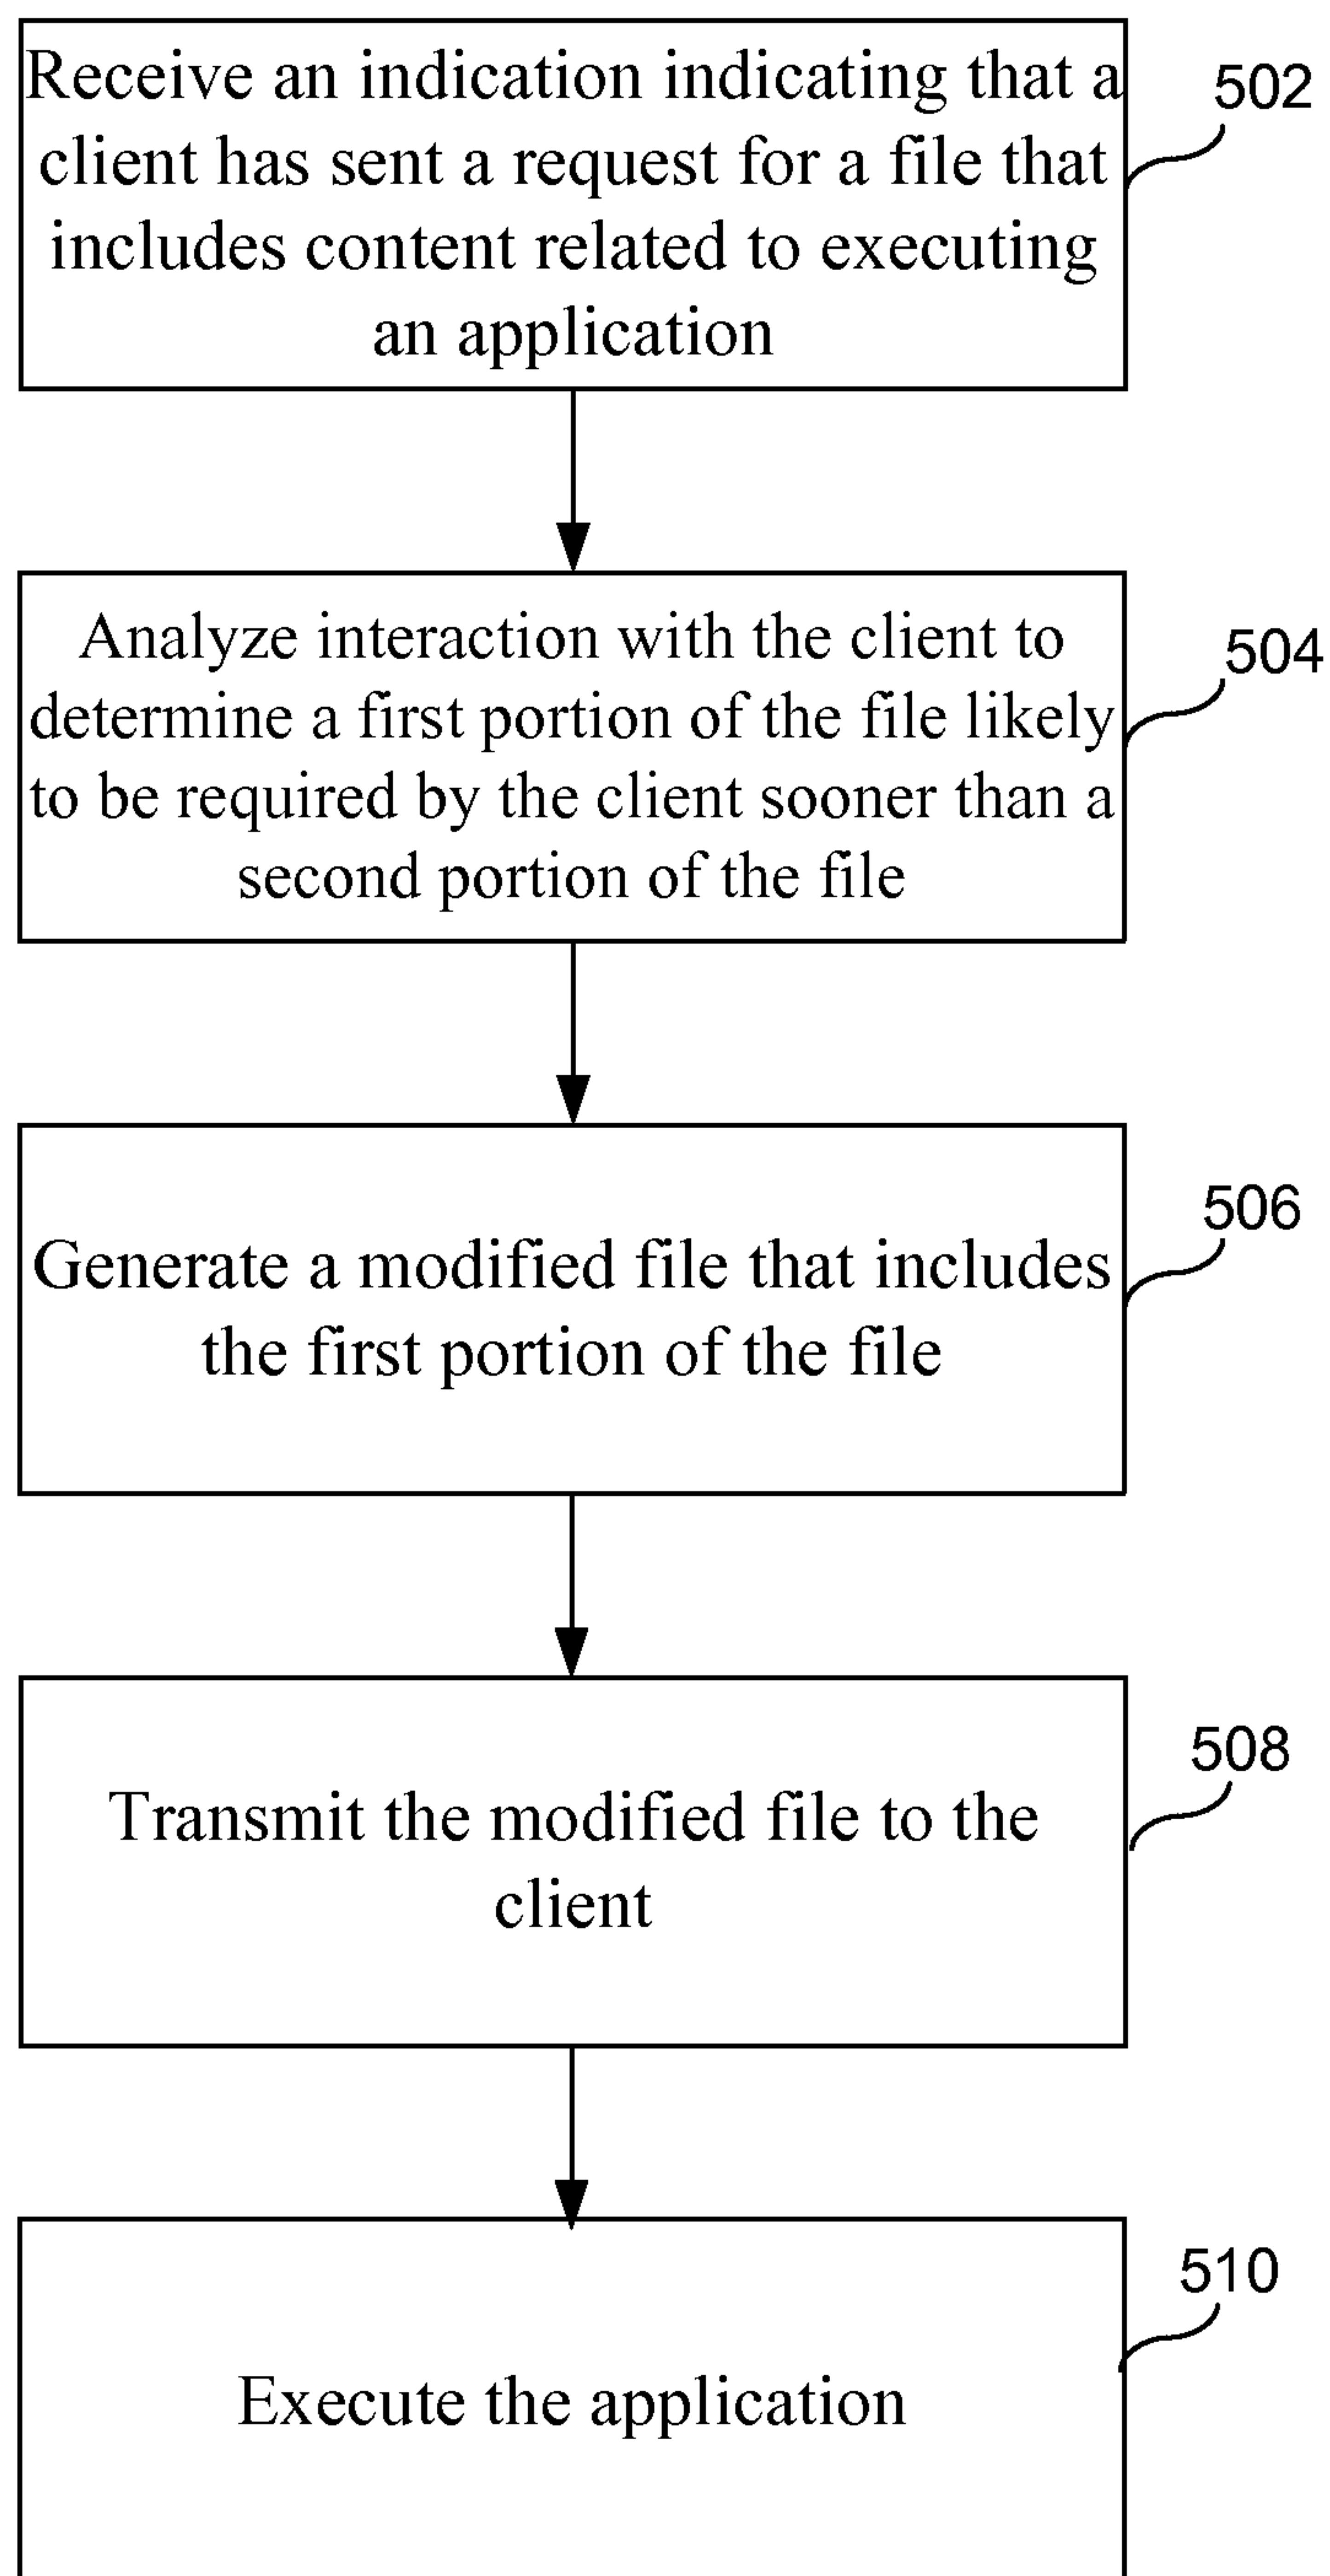 Receive an indication indicating that a
502
client has sent a request for a file that
includes content related to executing
an application
Analyze interaction with the client to
504
determine a first portion of the file likely
to be required by the client sooner than a
second portion of the file
506
Generate a modified file that includes
the first portion of the file
508
Transmit the modified file to the
client
510
Execute the application